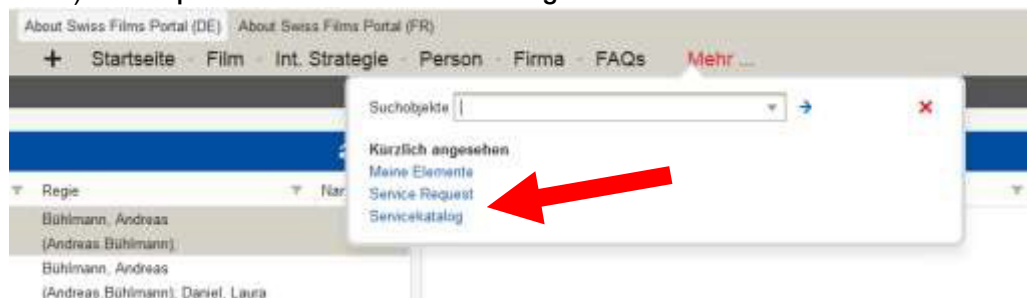 About Swiss Films Portal (DE) About Swiss Films Portal (FR)
+ Startseite - Film - Int. Strategie - Person - Firma - FAQs Mehr ...
Suchobjekte
Kürzlich angesehen
Meine Elemente
Service Request
Servicekatalog
Regie
Bühlmann, Andreas
(Andreas Bühlmann)
Bühlmann, Andreas
(Andreas Bühlmann); Daniel, Laura